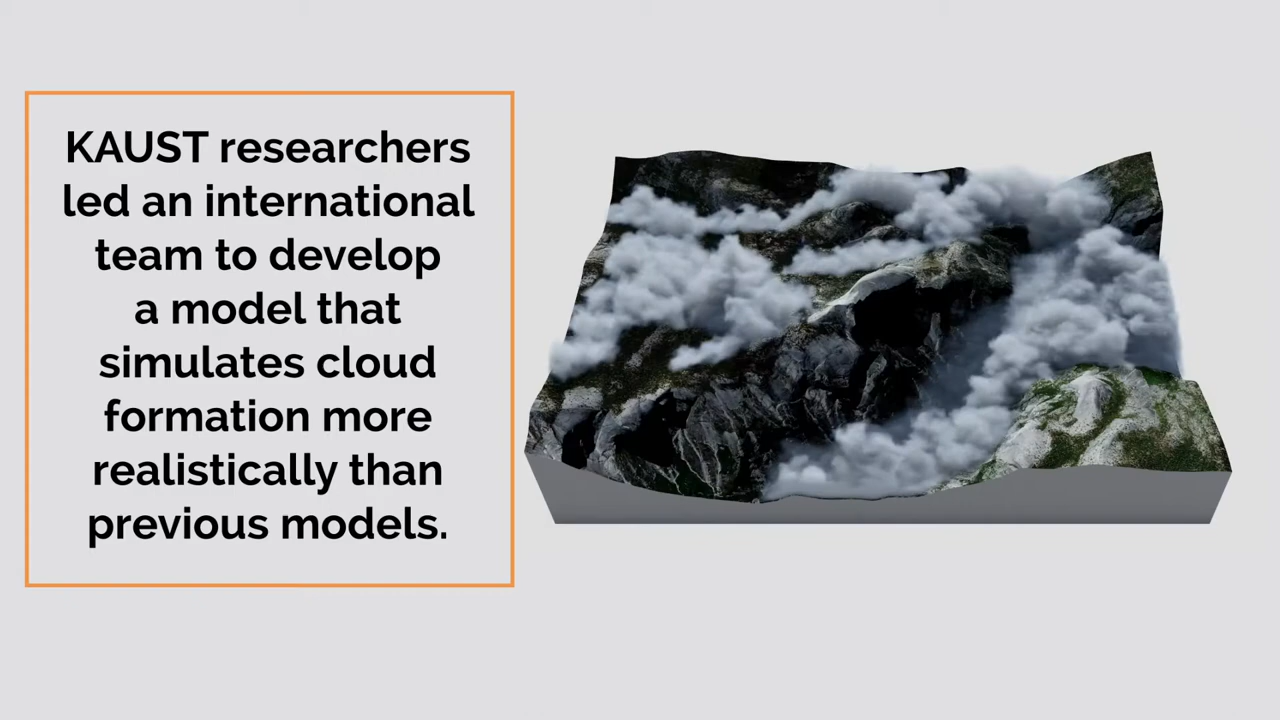 KAUST researchers
led an international
team to develop
a model that
simulates cloud
formation more
realistically than
previous models.